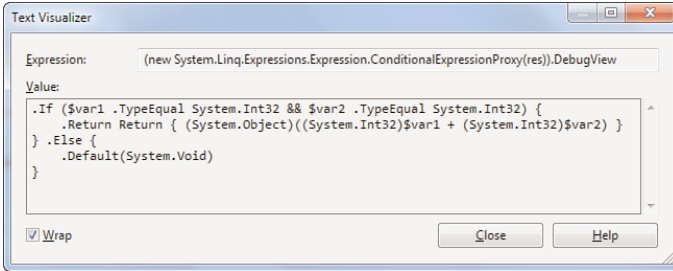 Text Visualizer
Expression: (new System.Linq.Expressions.Expression.ConditionalExpressionProxy(res)).DebugView
Value:
.If ($var1 .TypeEqual System.Int32 && $var2 .TypeEqual System.Int32) {
    .Return Return { (System.Object)((System.Int32)$var1 + (System.Int32)$var2) }
} .Else {
    .Default(System.Void)
}
Wrap Close Help